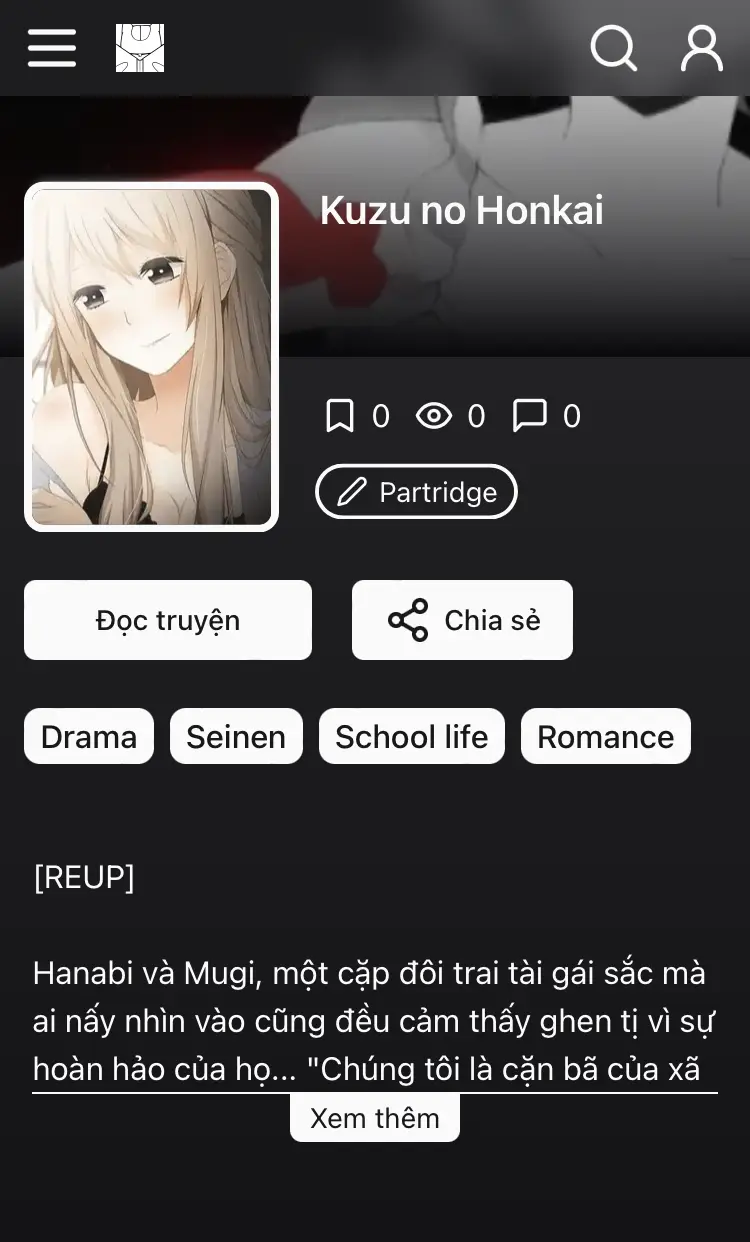 Kuzu no Honkai
0 0 0
Partridge
Đọc truyện Chia sẻ
Drama Seinen School life Romance
[REUP]
Hanabi và Mugi, một cặp đôi trai tài gái sắc mà
ai nấy nhìn vào cũng đều cảm thấy ghen tị vì sự
hoàn hảo của họ... "Chúng tôi là cặn bã của xã
Xem thêm